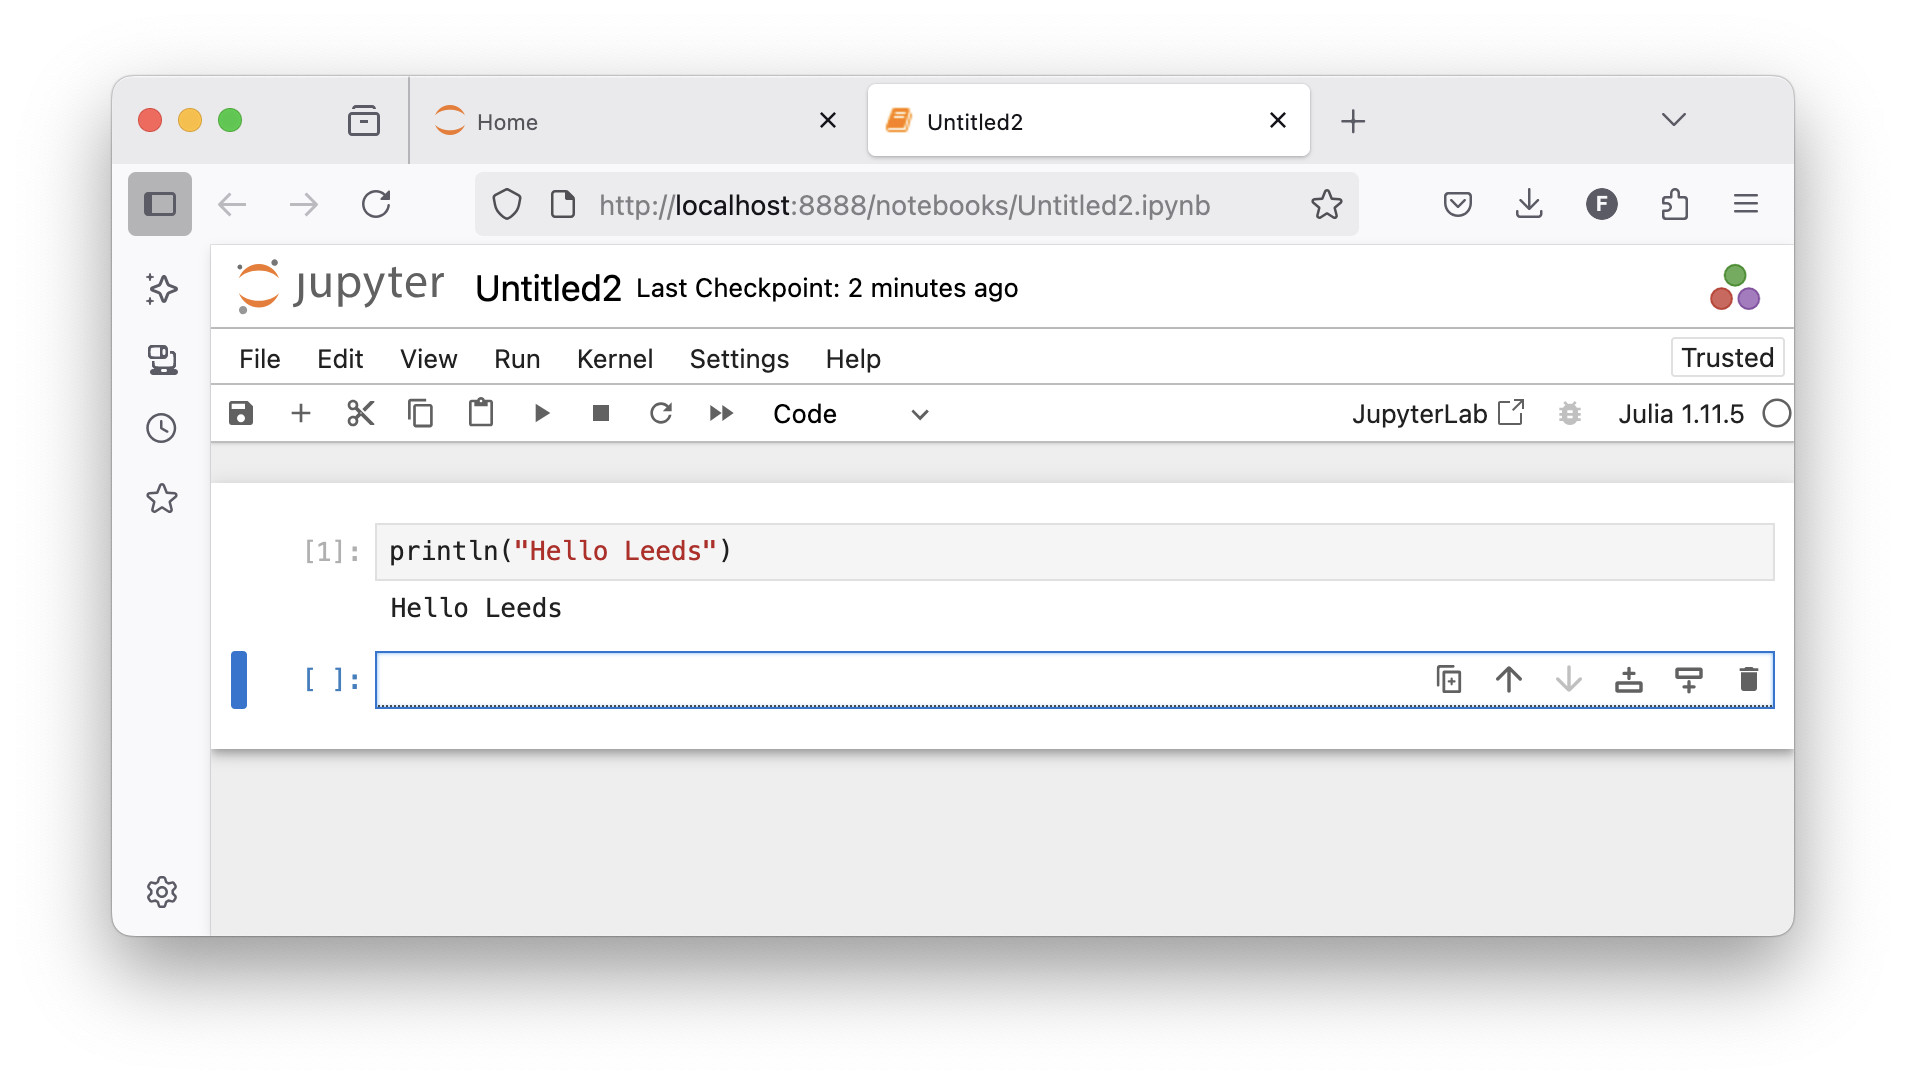 Home
Untitled2
http://localhost:8888/notebooks/Untitled2.ipynb
F
jupyter Untitled2 Last Checkpoint: 2 minutes ago
File Edit View Run Kernel Settings Help Trusted
Code JupyterLab Julia 1.11.5
[1]: println("Hello Leeds")
Hello Leeds
[ ]: